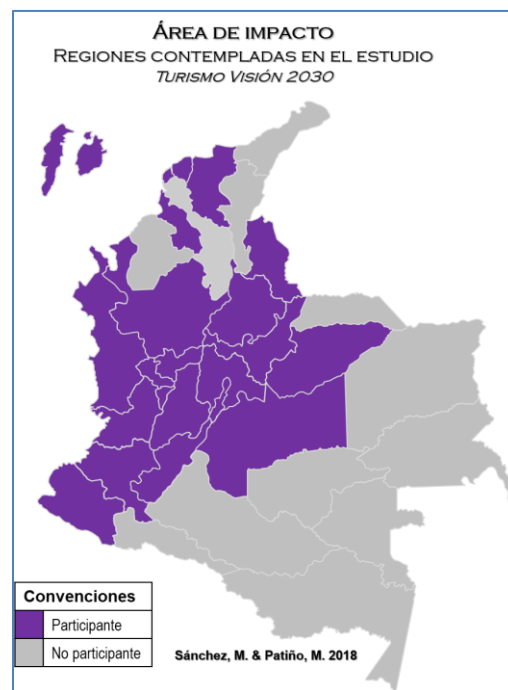 ÁREA DE IMPACTO
REGIONES CONTEMPLADAS EN EL ESTUDIO
TURISMO VISIÓN 2030
Convenciones
Participante
No participante
Sánchez, M. & Patiño, M. 2018